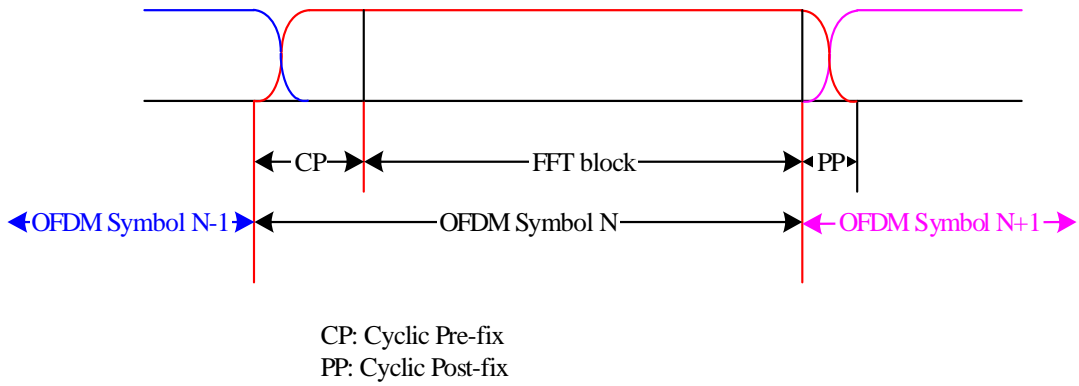 CP FFT block PP
OFDM Symbol N-1 OFDM Symbol N OFDM Symbol N+1
CP: Cyclic Pre-fix
PP: Cyclic Post-fix